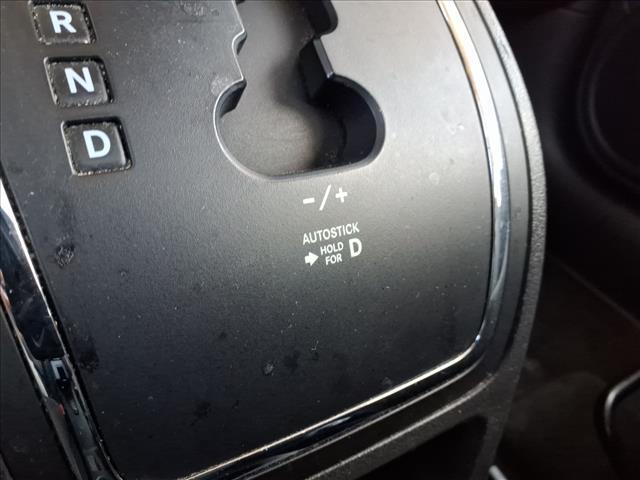 R
N
D
-/+
AUTOSTICK
➡ HOLD FOR D